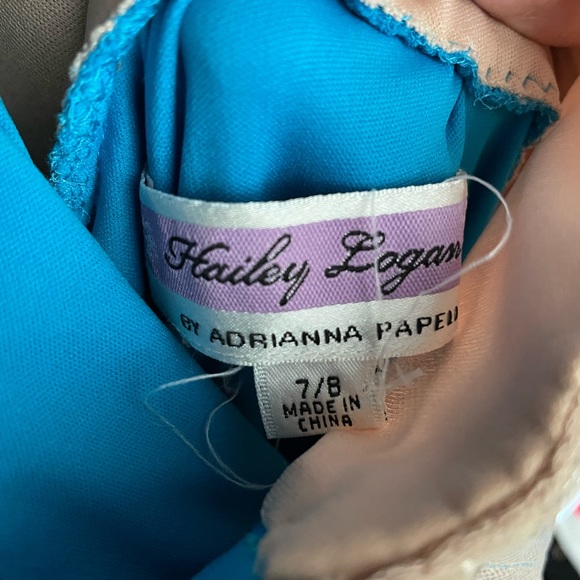 Hailey Logan
BY ADRIANNA PAPELL
7/8
MADE IN
CHINA